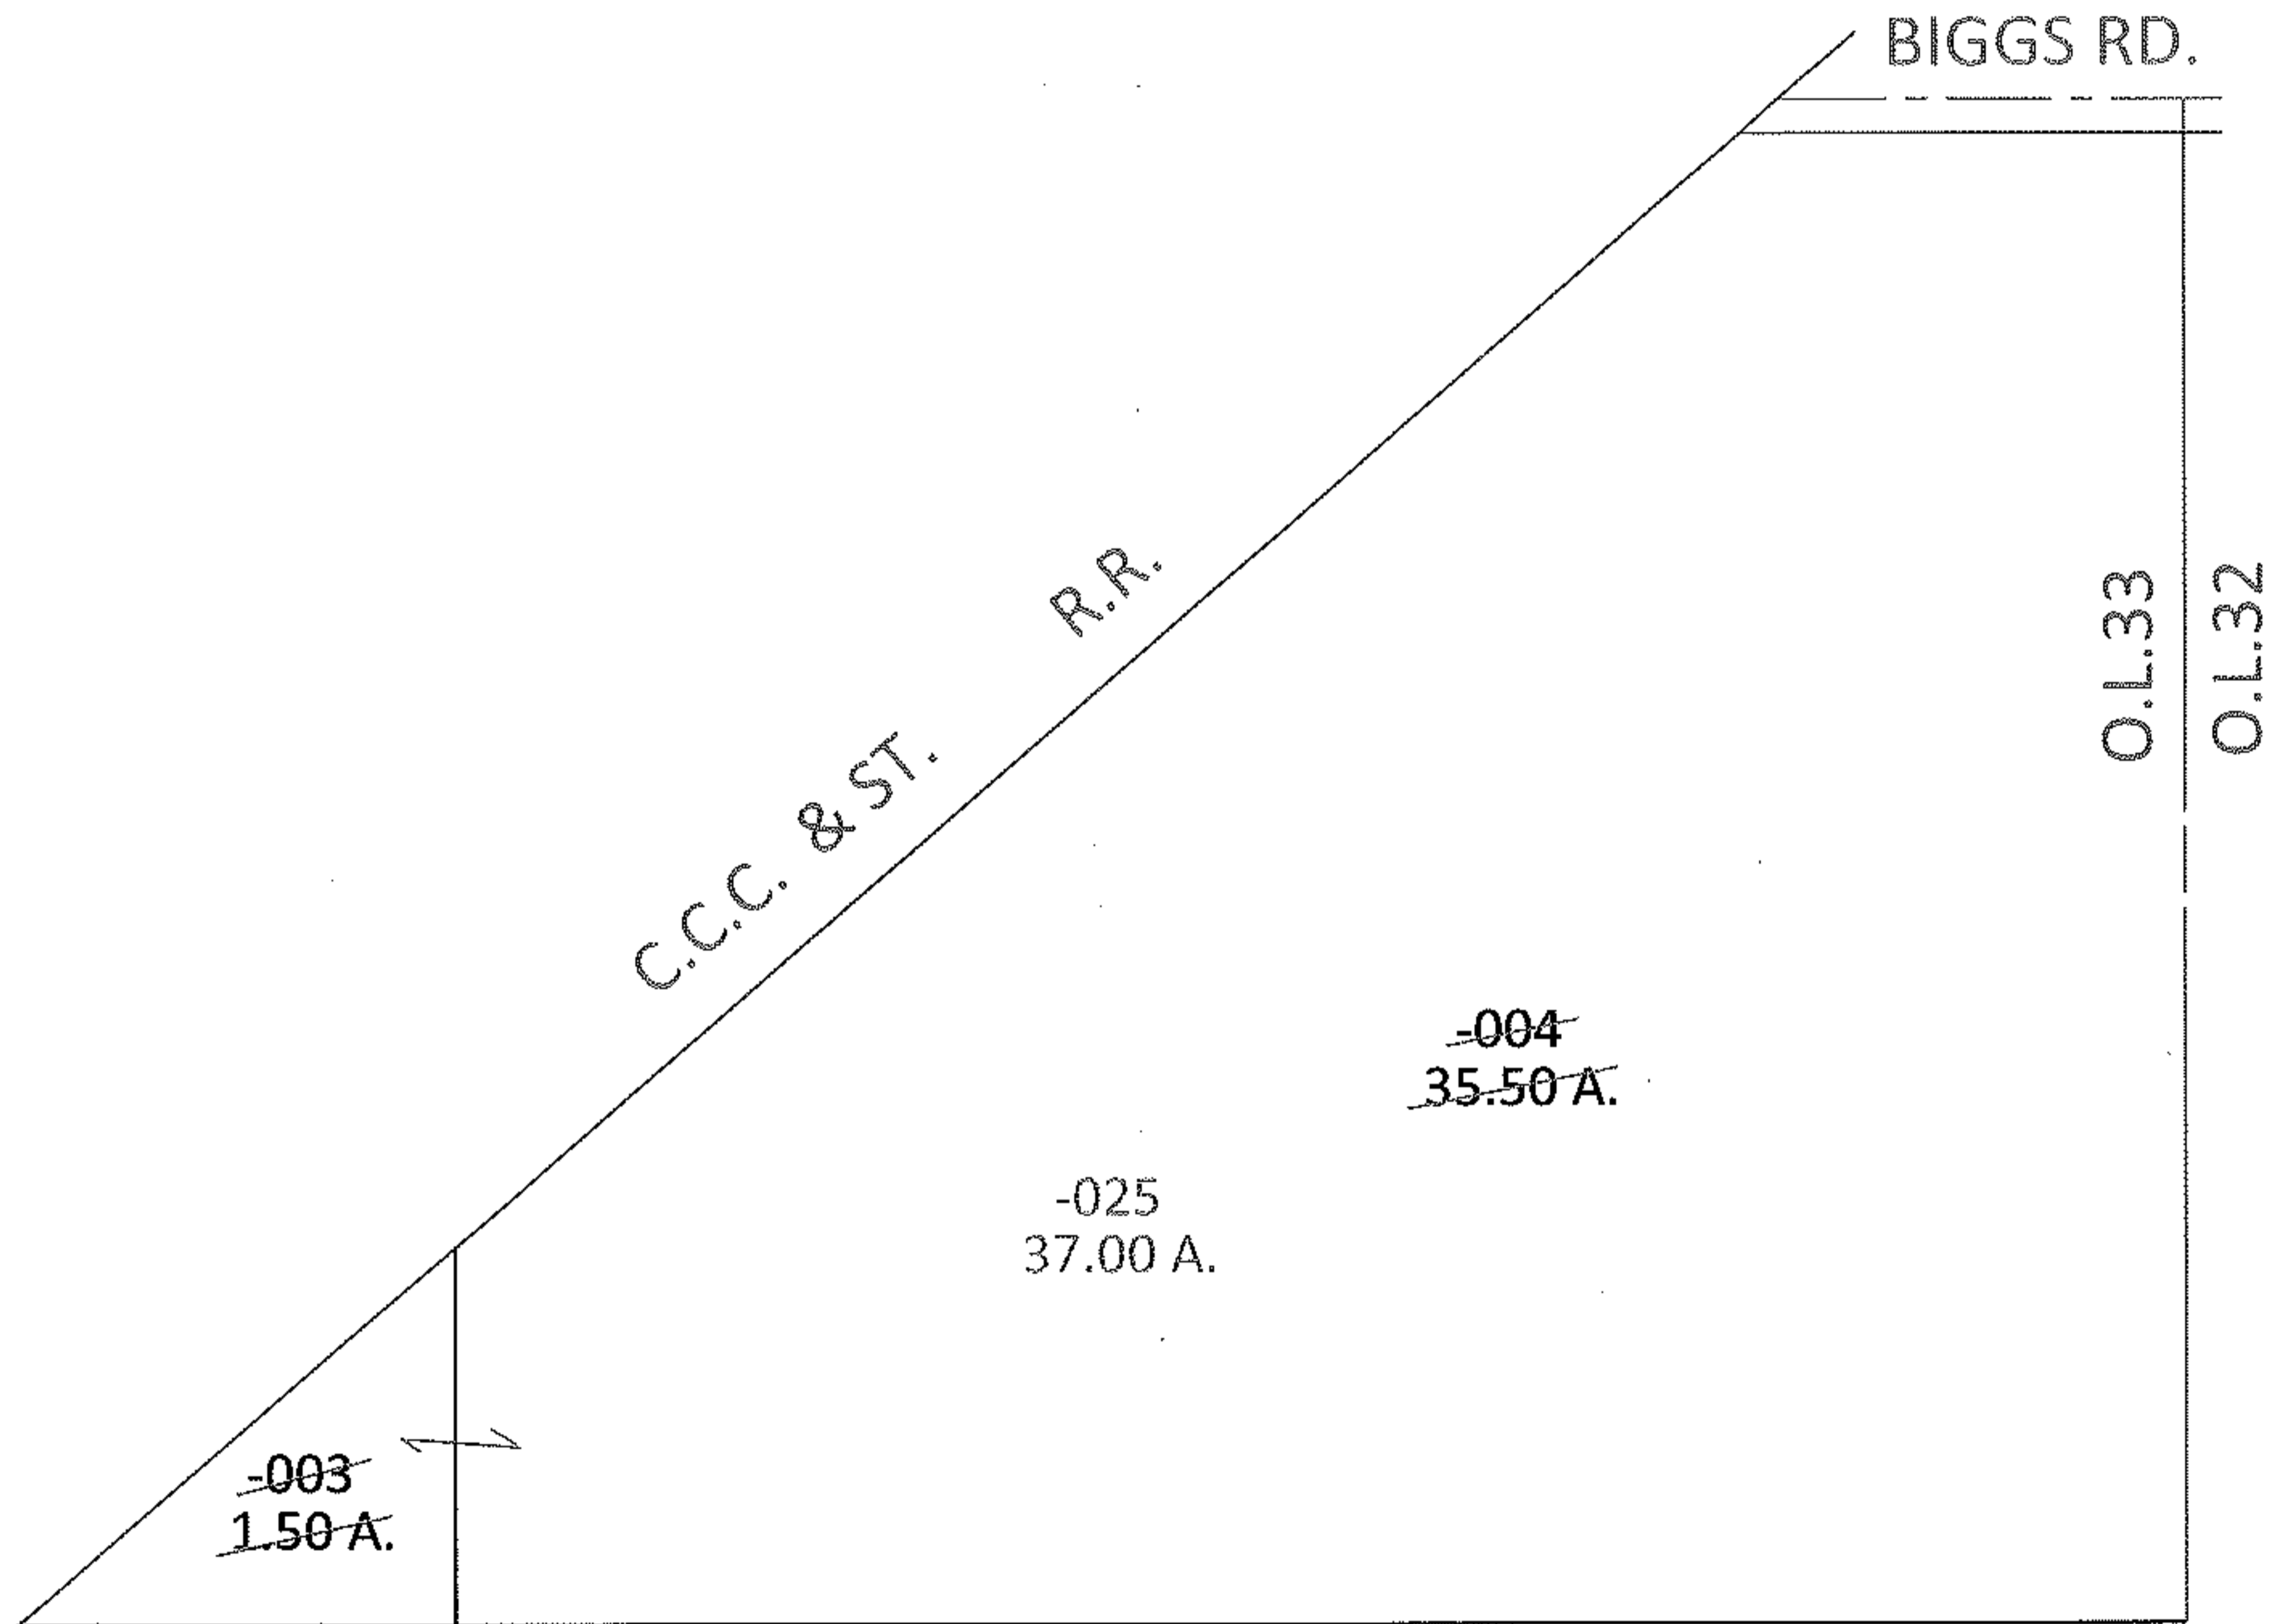 BIGGS RD.
R.R.
C.C.C. & ST.
O.L.33
O.L.32
-004
35.50 A.
-025
37.00 A.
-003
1.50 A.